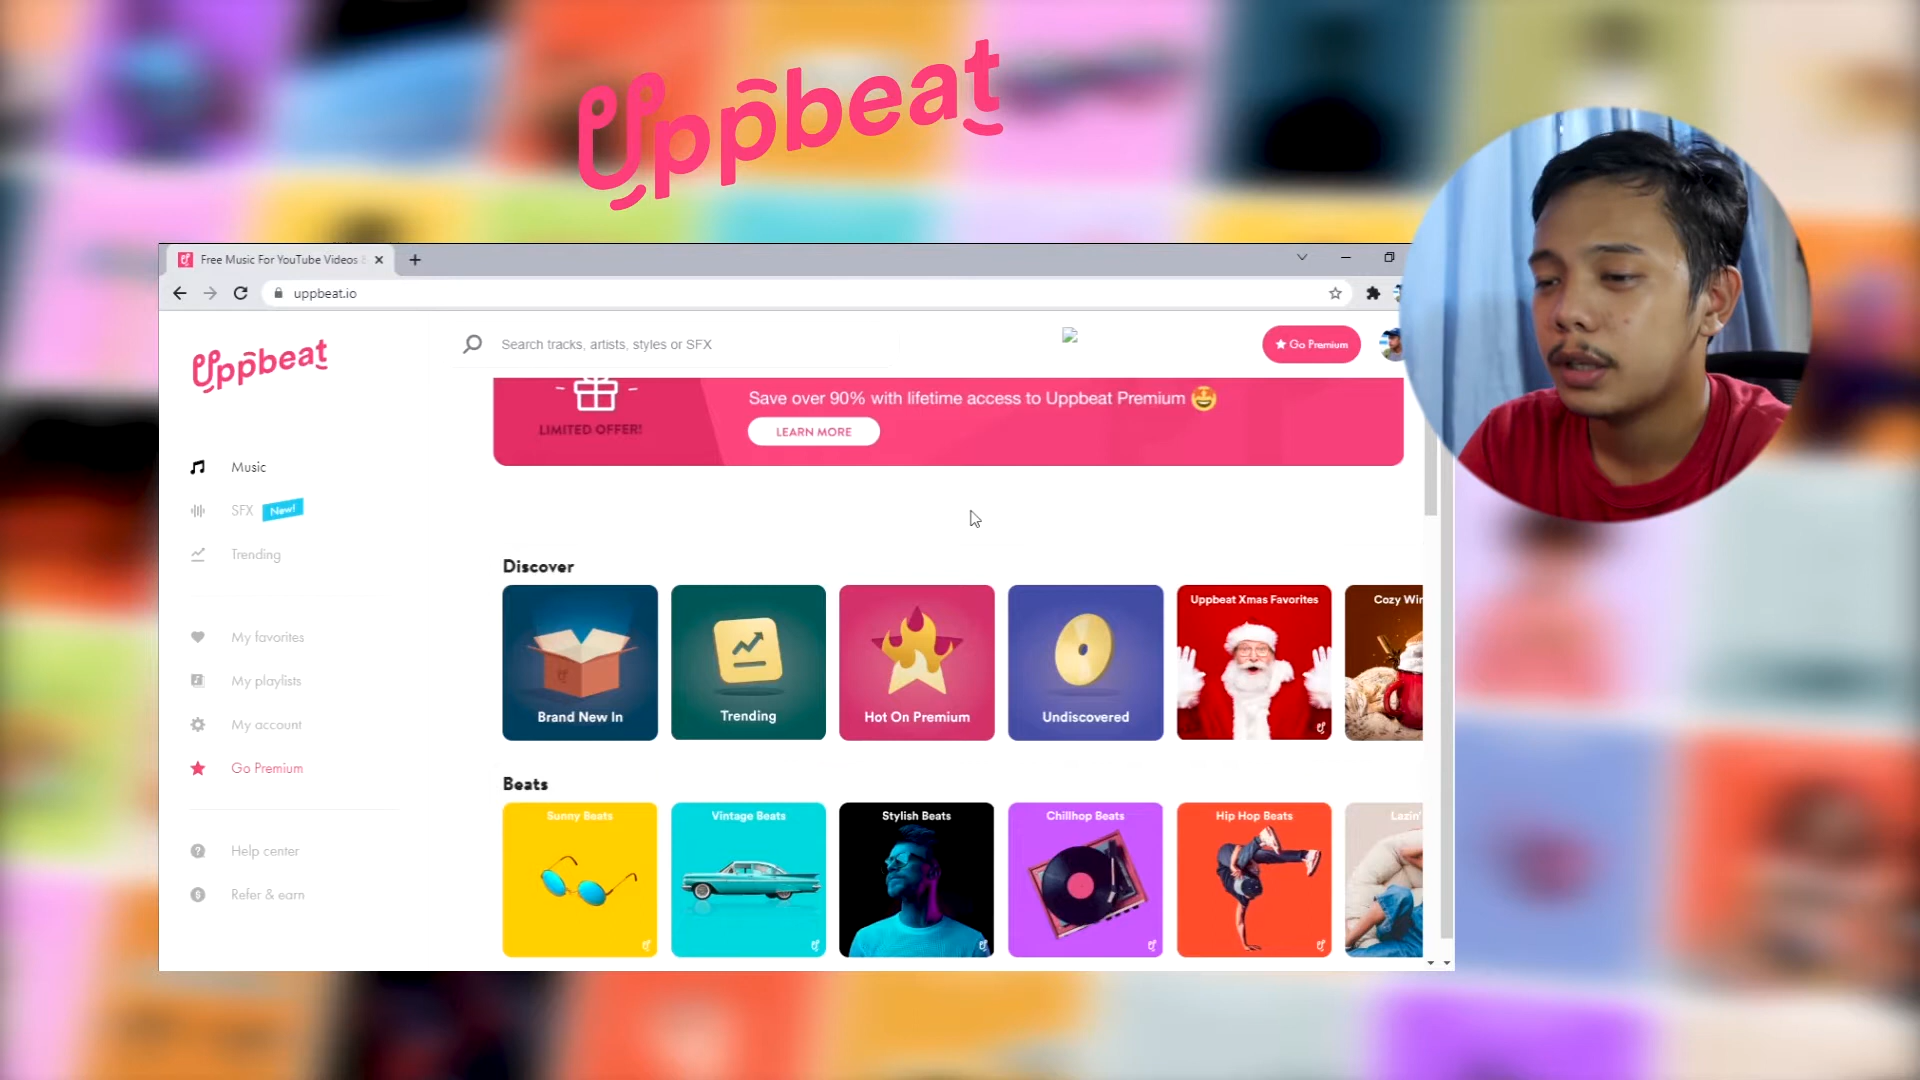 Uppbeat
Free Music For YouTube Videos &
uppbeat.io
Uppbeat
Search tracks, artists, styles or SFX
Go Premium
LIMITED OFFER!
Save over 90% with lifetime access to Uppbeat Premium 🤩
LEARN MORE
Music
SFX New!
Trending
My favorites
My playlists
My account
Go Premium
Help center
Refer & earn
Discover
Brand New In
Trending
Hot On Premium
Undiscovered
Uppbeat Xmas Favorites
Cozy Win
Beats
Sunny Beats
Vintage Beats
Stylish Beats
Chillhop Beats
Hip Hop Beats
Lazin'